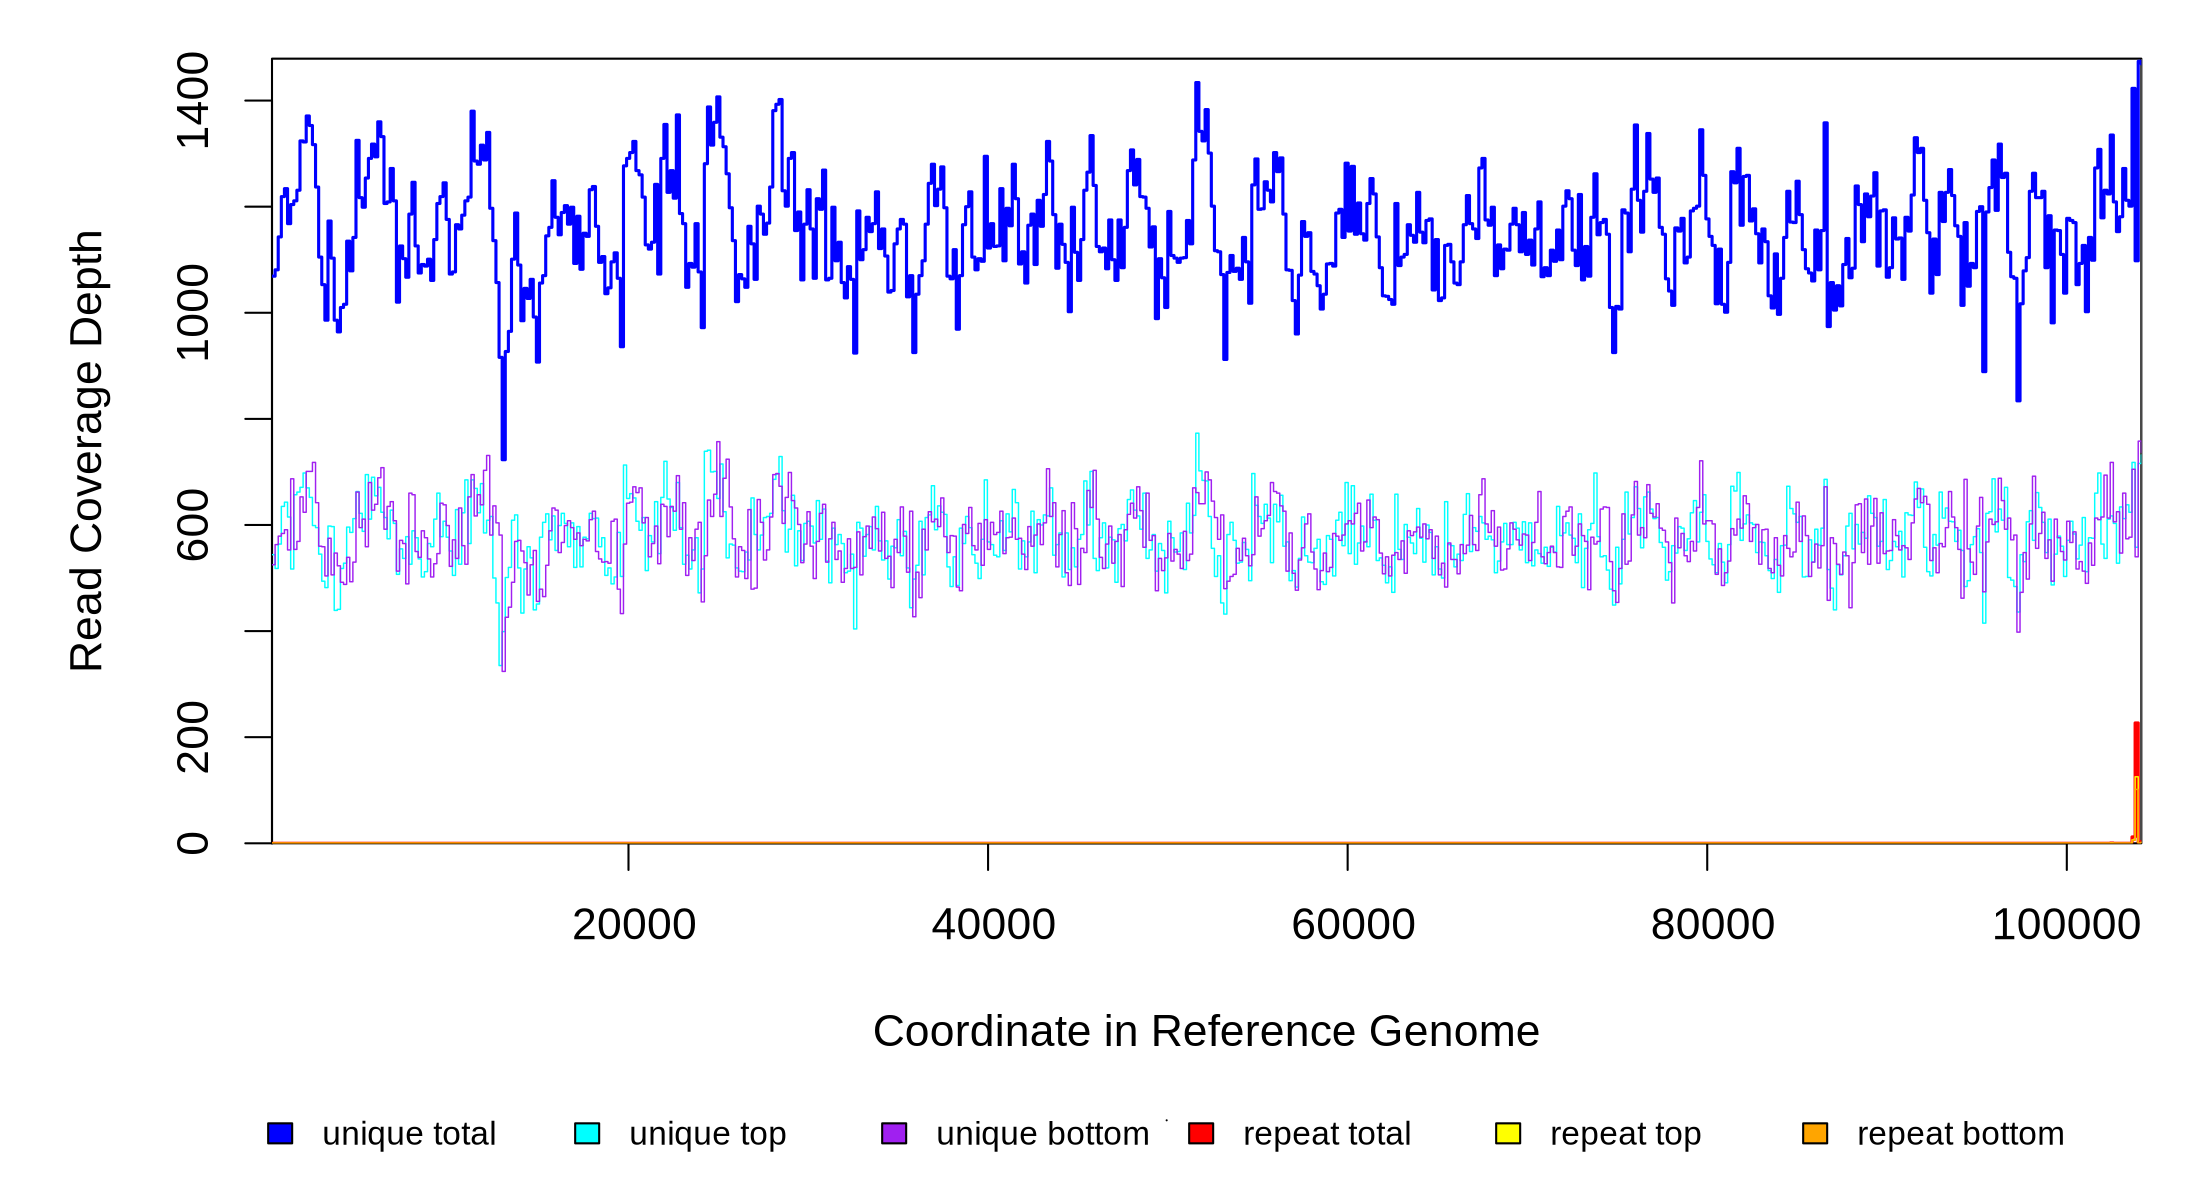 Read Coverage Depth
1400
1000
600
200
0
20000 40000 60000 80000 100000
Coordinate in Reference Genome
unique total unique top unique bottom repeat total repeat top repeat bottom